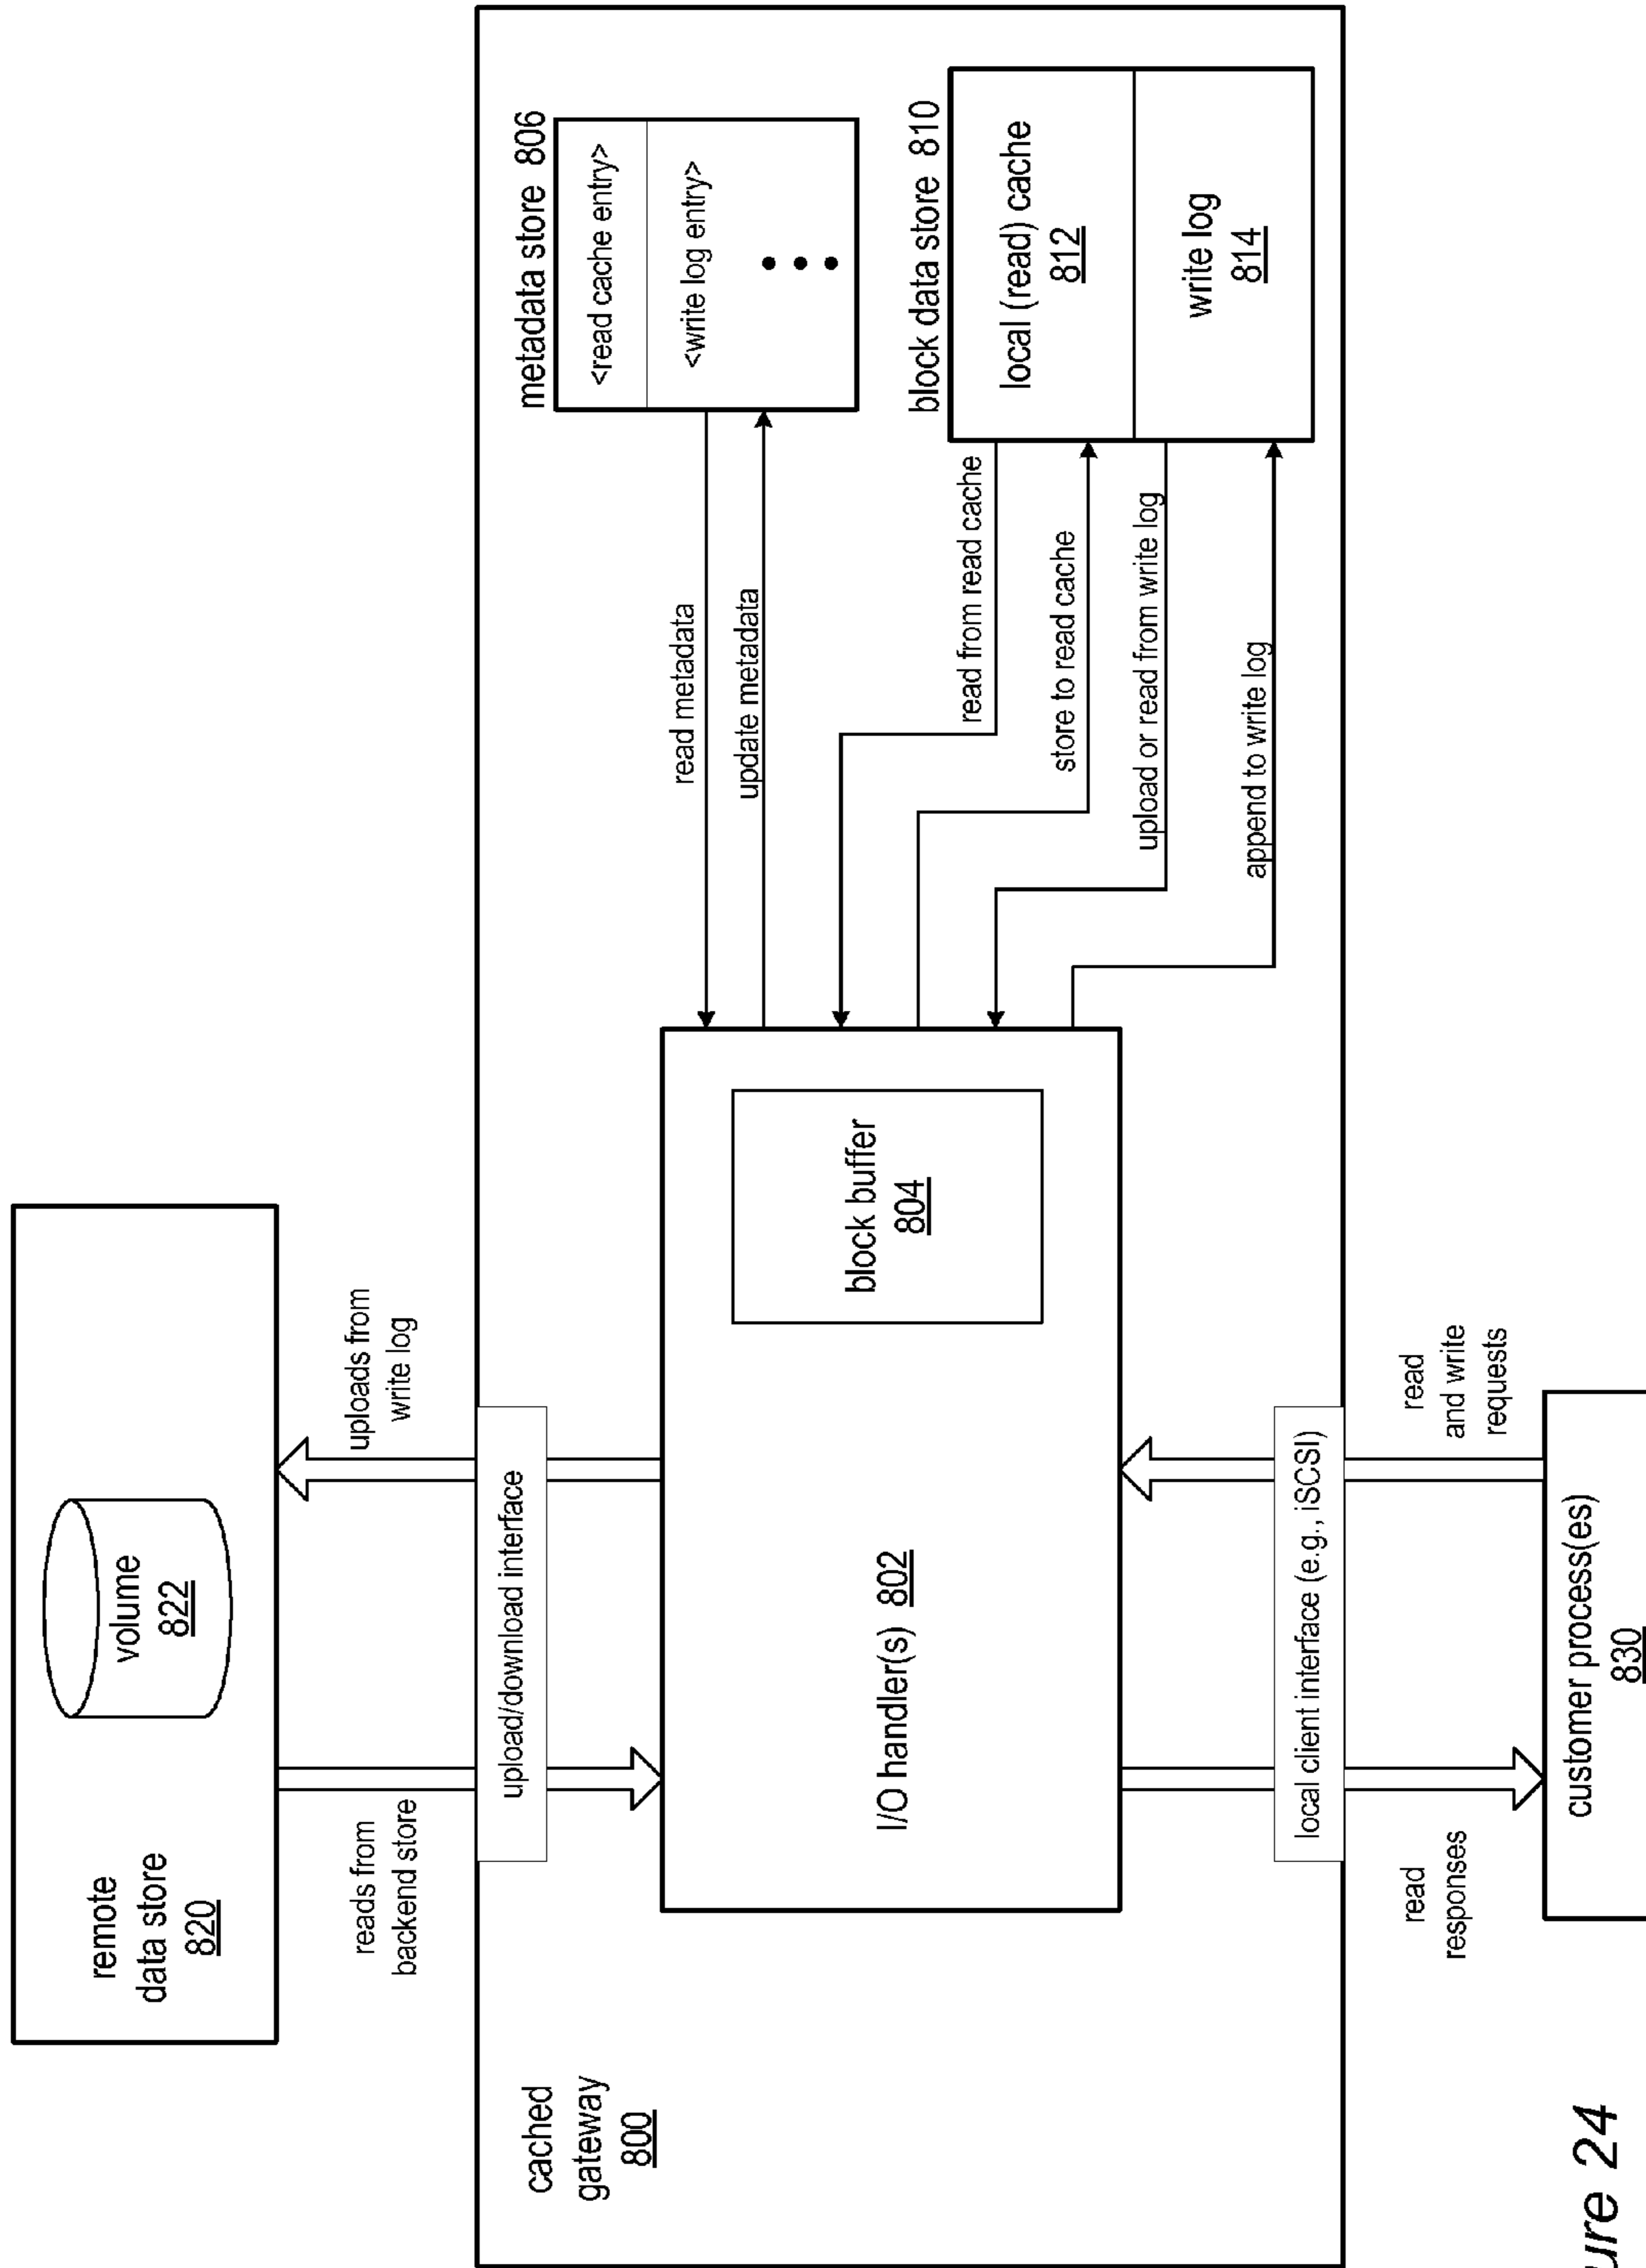 remote
data store
820
volume
822
reads from
backend store
uploads from
write log
cached
gateway
800
upload/download interface
I/O handler(s) 802
block buffer
804
read metadata
update metadata
metadata store 806
<read cache entry>
<write log entry>
read from read cache
store to read cache
upload or read from write log
append to write log
block data store 810
local (read) cache
812
write log
814
local client interface (e.g., iSCSI)
read
responses
read
and write
requests
customer process(es)
830
ure 24